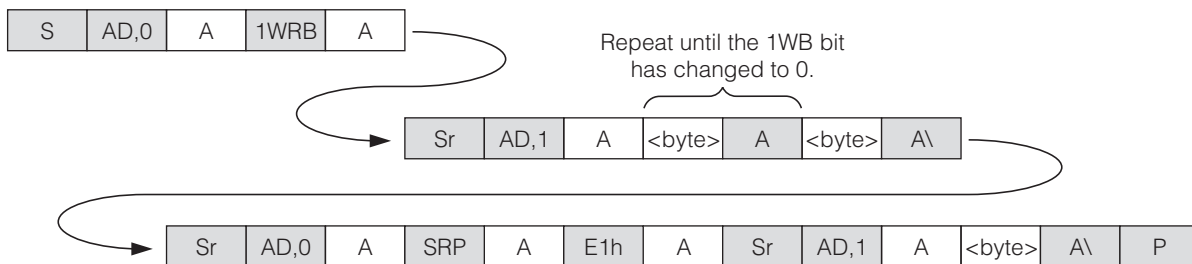 S AD,0 A 1WRB A
Repeat until the 1WB bit
has changed to 0.
Sr AD,1 A <byte> A <byte> A\
Sr AD,0 A SRP A E1h A Sr AD,1 A <byte> A\ P